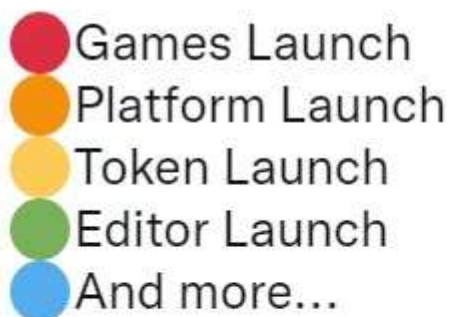 Games Launch
Platform Launch
Token Launch
Editor Launch
And more...